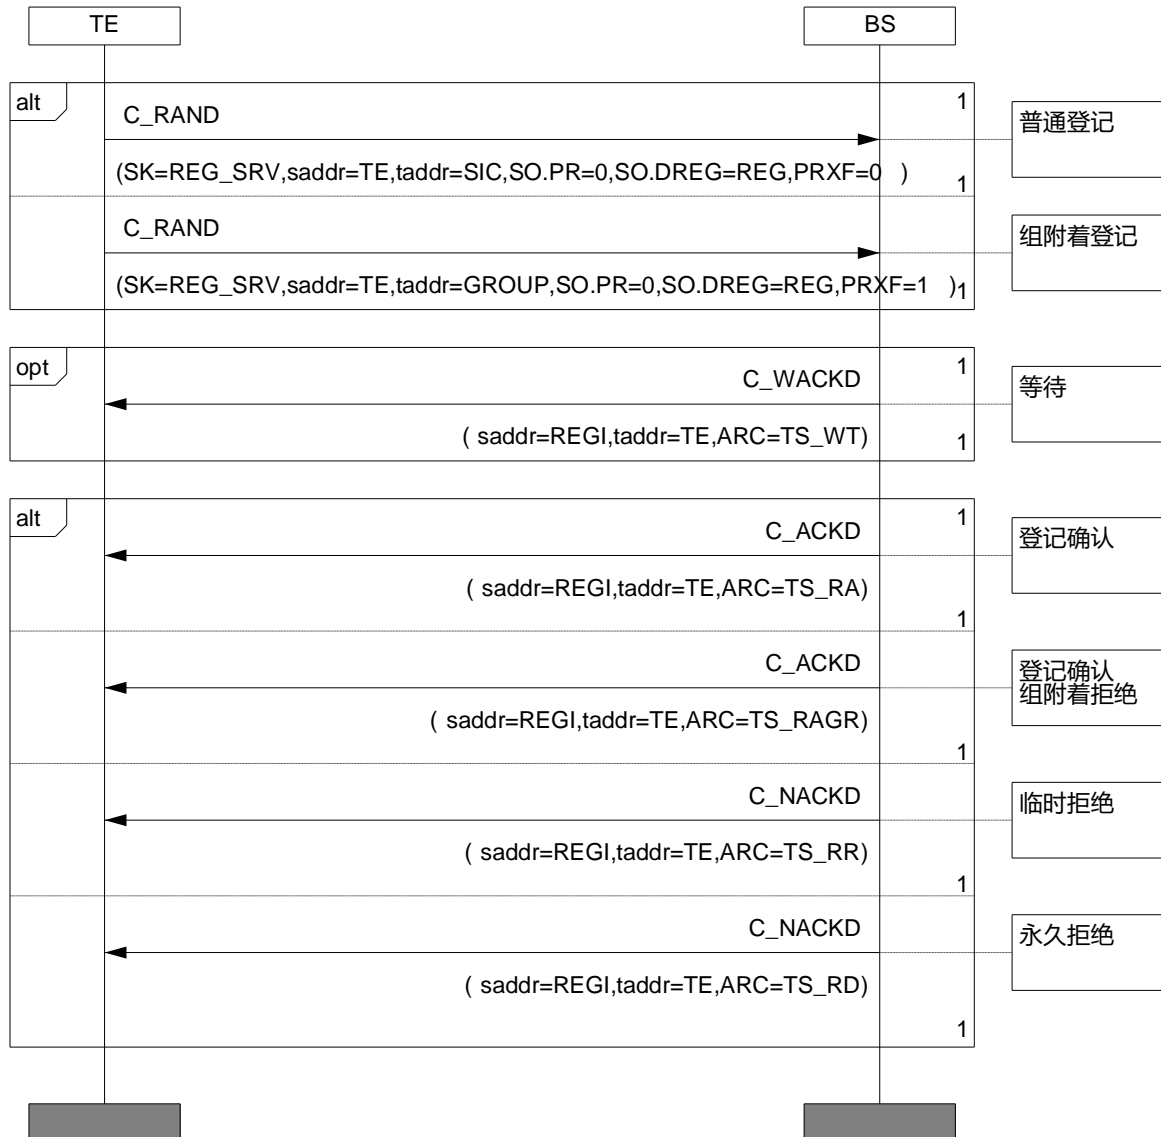 TE
BS
alt
1
C_RAND
普通登记
(SK=REG_SRV,saddr=TE,taddr=SIC,SO.PR=0,SO.DREG=REG,PRXF=0 )
1
C_RAND
组附着登记
(SK=REG_SRV,saddr=TE,taddr=GROUP,SO.PR=0,SO.DREG=REG,PRXF=1 )
1
opt
1
C_WACKD
等待
( saddr=REGI,taddr=TE,ARC=TS_WT)
1
alt
1
C_ACKD
登记确认
( saddr=REGI,taddr=TE,ARC=TS_RA)
1
C_ACKD
登记确认
组附着拒绝
( saddr=REGI,taddr=TE,ARC=TS_RAGR)
1
C_NACKD
临时拒绝
( saddr=REGI,taddr=TE,ARC=TS_RR)
1
C_NACKD
永久拒绝
( saddr=REGI,taddr=TE,ARC=TS_RD)
1